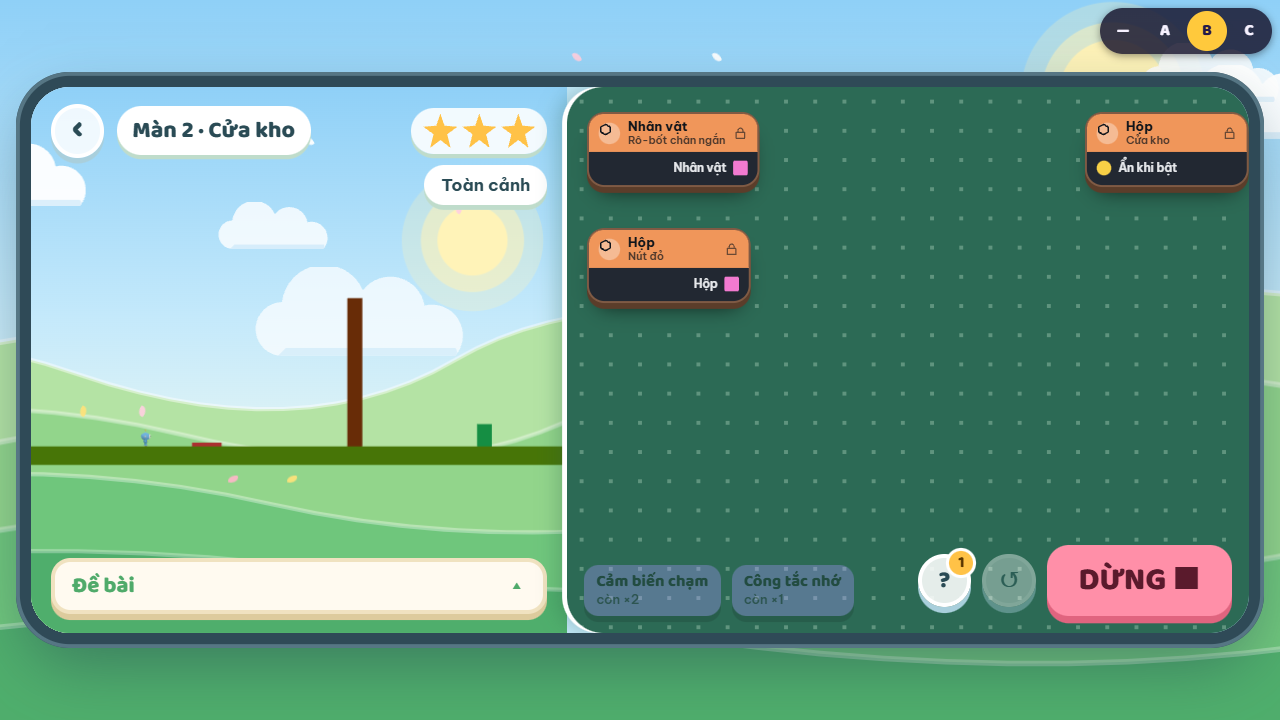 — A B C
Màn 2 · Cửa kho
Toàn cảnh
Đề bài
Nhân vật
Rô-bốt chân ngắn
Nhân vật
Hộp
Cửa kho
Ẩn khi bật
Hộp
Nút đỏ
Hộp
Cảm biến chạm
còn ×2
Công tắc nhớ
còn ×1
?
1
↺
DỪNG